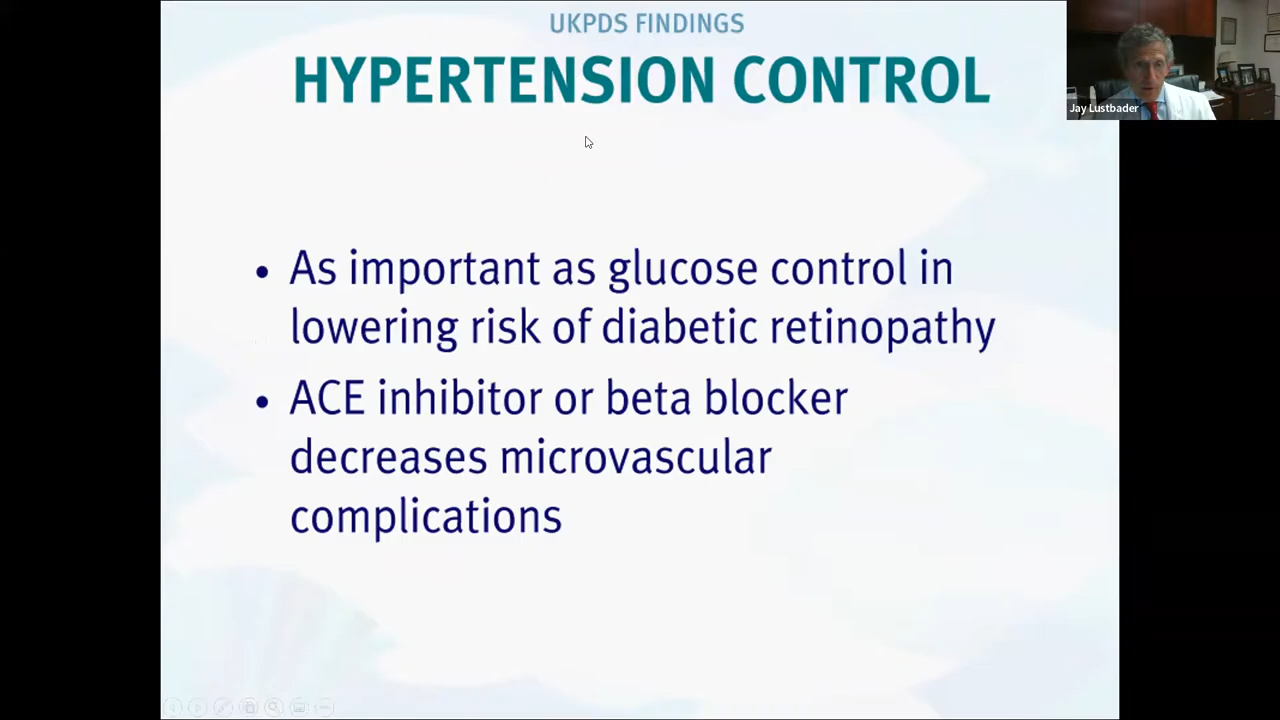 UKPDS FINDINGS
HYPERTENSION CONTROL
Jay Lustbader
• As important as glucose control in
lowering risk of diabetic retinopathy
• ACE inhibitor or beta blocker
decreases microvascular
complications